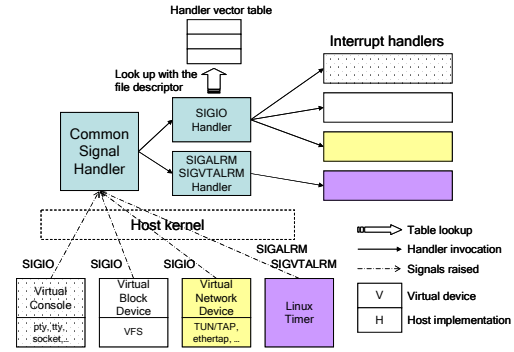 Handler vector table
Interrupt handlers
Look up with the
file descriptor
SIGIO
Handler
Common
Signal
Handler
SIGALRM
SIGVTALRM
Handler
Host kernel
SIGALRM
SIGIO
SIGIO
SIGIO
SIGVTALRM
Virtual
Console
pty, tty,
socket,..
Virtual
Block
Device
VFS
Virtual
Network
Device
TUN/TAP,
ethertap, ...
Linux
Timer
Table lookup
Handler invocation
Signals raised
V
Virtual device
H
Host implementation